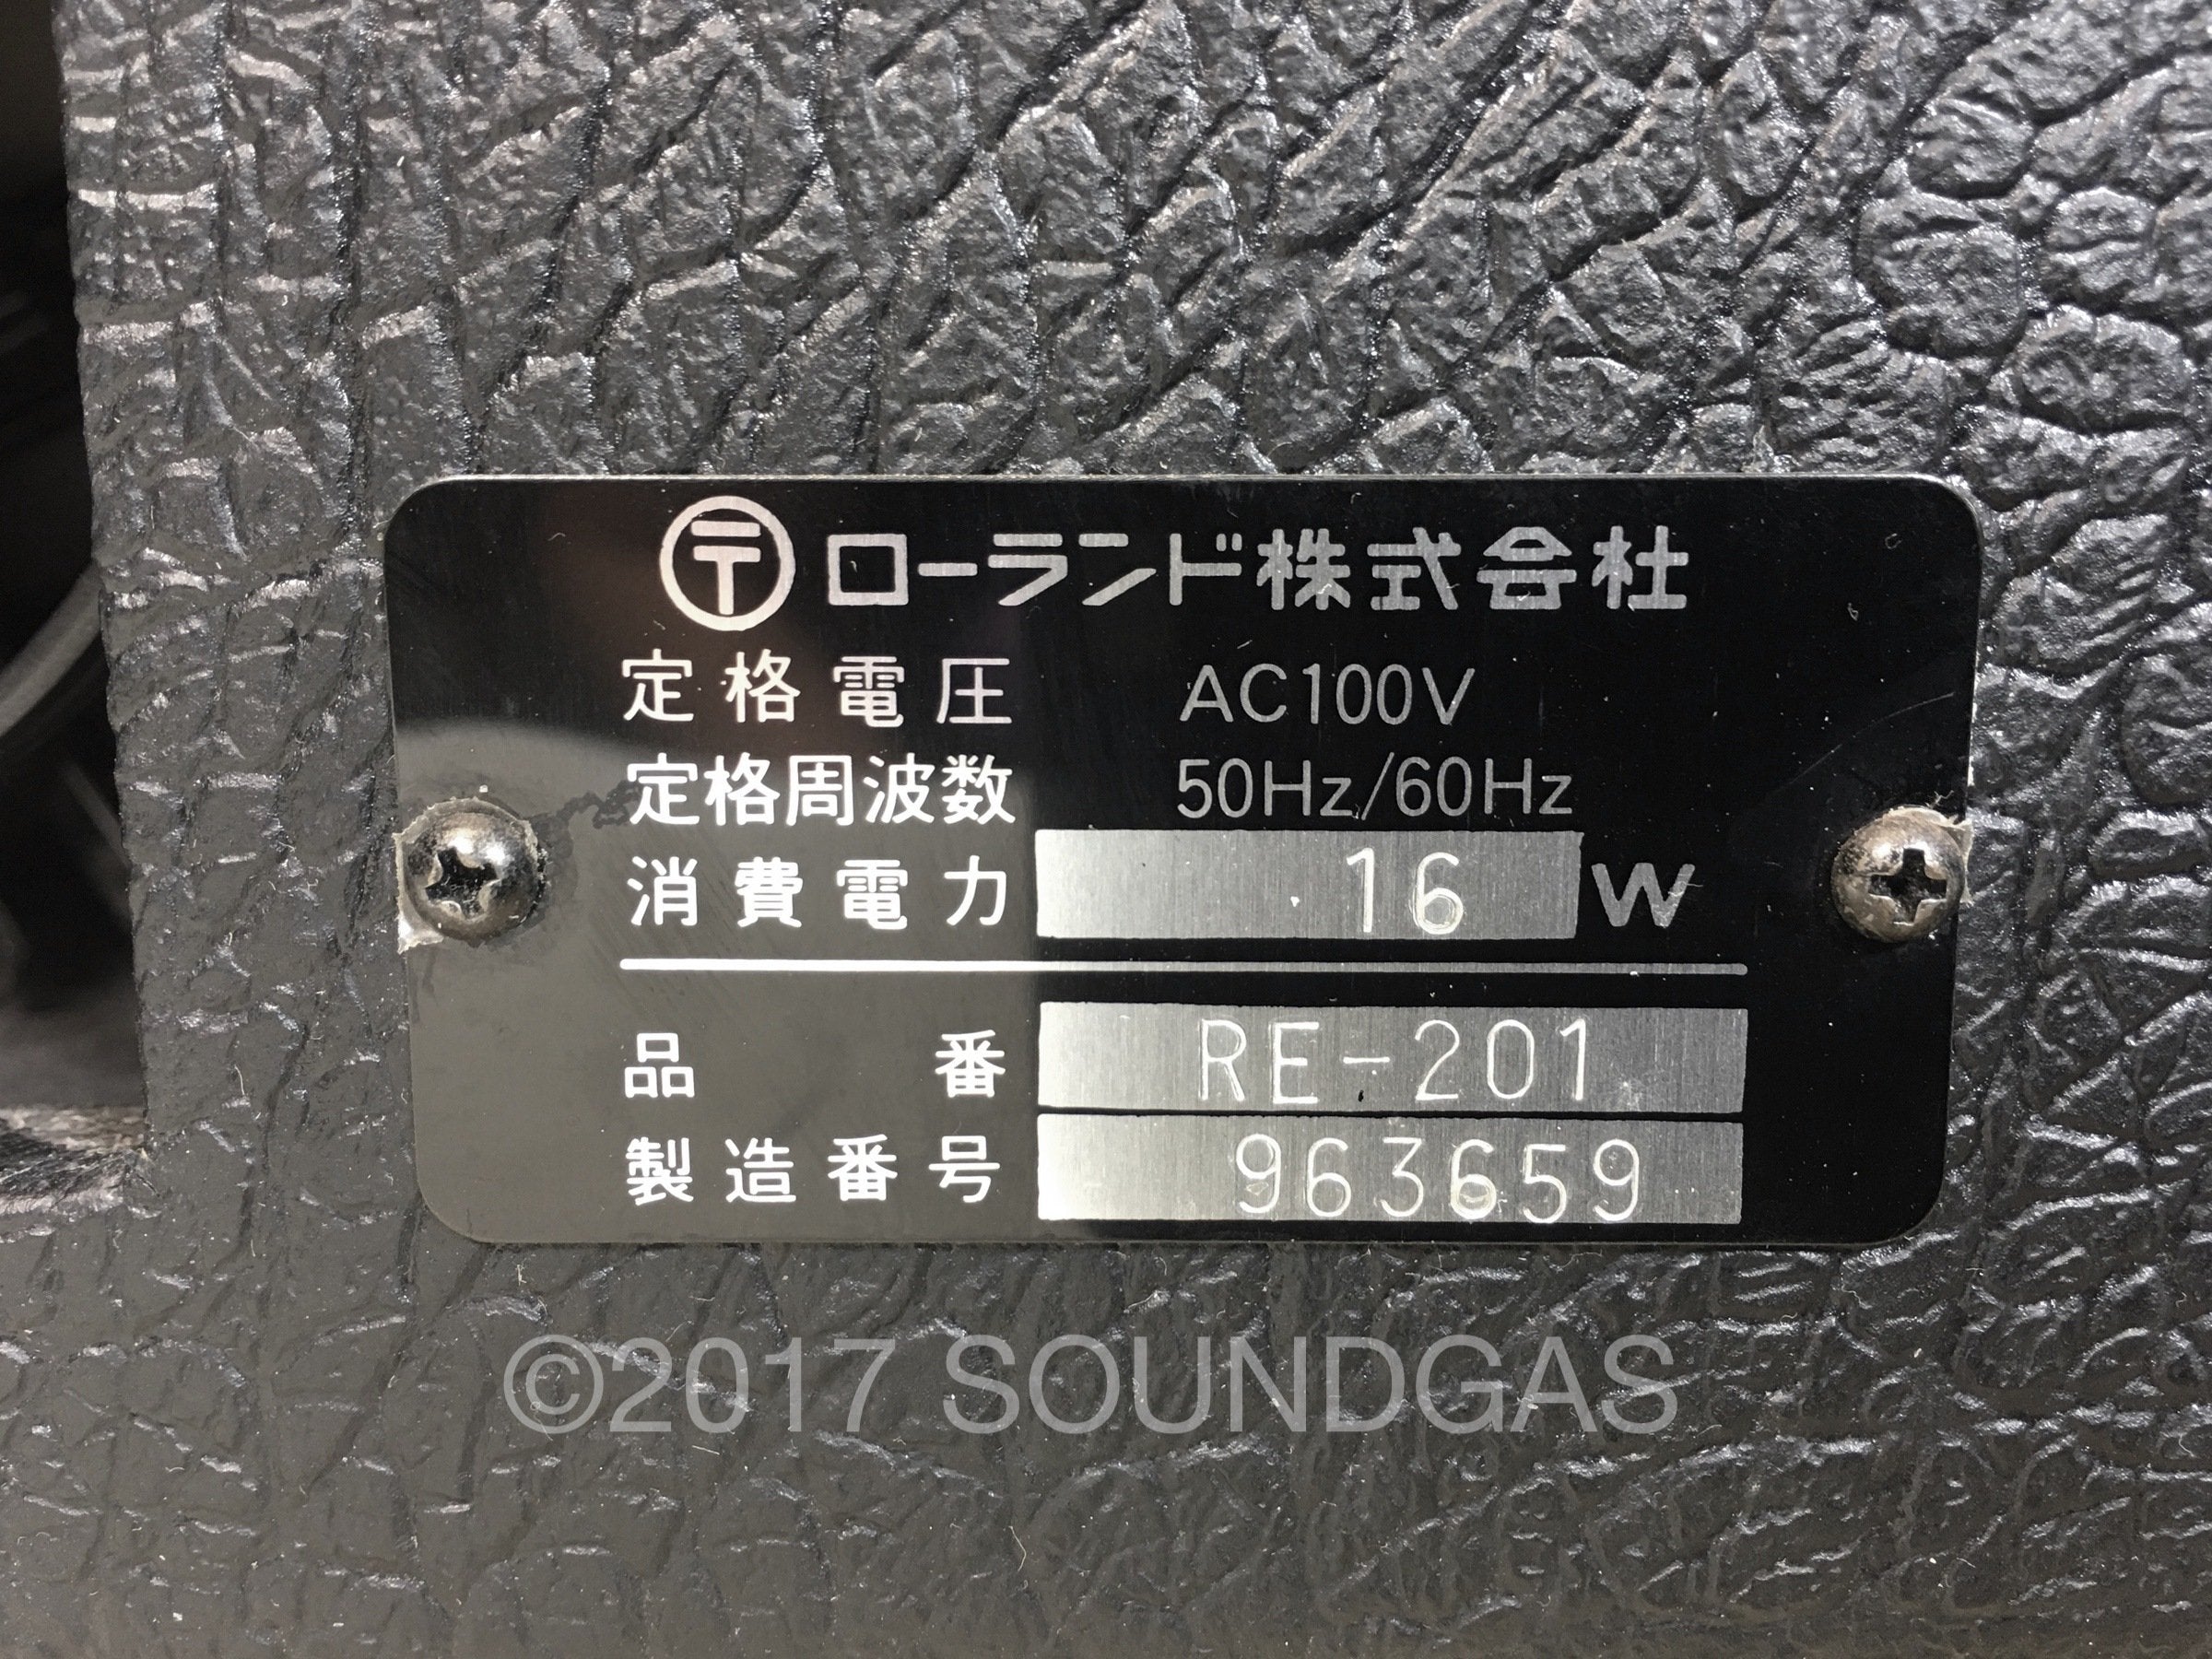 〒ローランド株式会社
定格電圧 AC100V
定格周波数 50Hz/60Hz
消費電力 16 W
品番 RE-201
製造番号 963659
©2017 SOUNDGAS